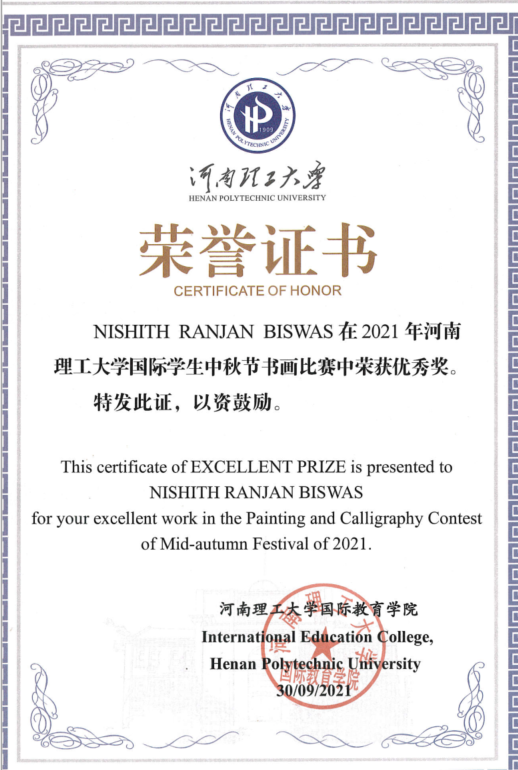 河南理工大学
HENAN POLYTECHNIC UNIVERSITY
1909
河南理工大学
HENAN POLYTECHNIC UNIVERSITY
荣誉证书
CERTIFICATE OF HONOR
NISHITH RANJAN BISWAS 在 2021 年河南
理工大学国际学生中秋节书画比赛中荣获优秀奖。
特发此证，以资鼓励。
This certificate of EXCELLENT PRIZE is presented to
NISHITH RANJAN BISWAS
for your excellent work in the Painting and Calligraphy Contest
of Mid-autumn Festival of 2021.
河南理工大学国际教育学院
International Education College,
Henan Polytechnic University
30/09/2021
河南理工大学
国际教育学院